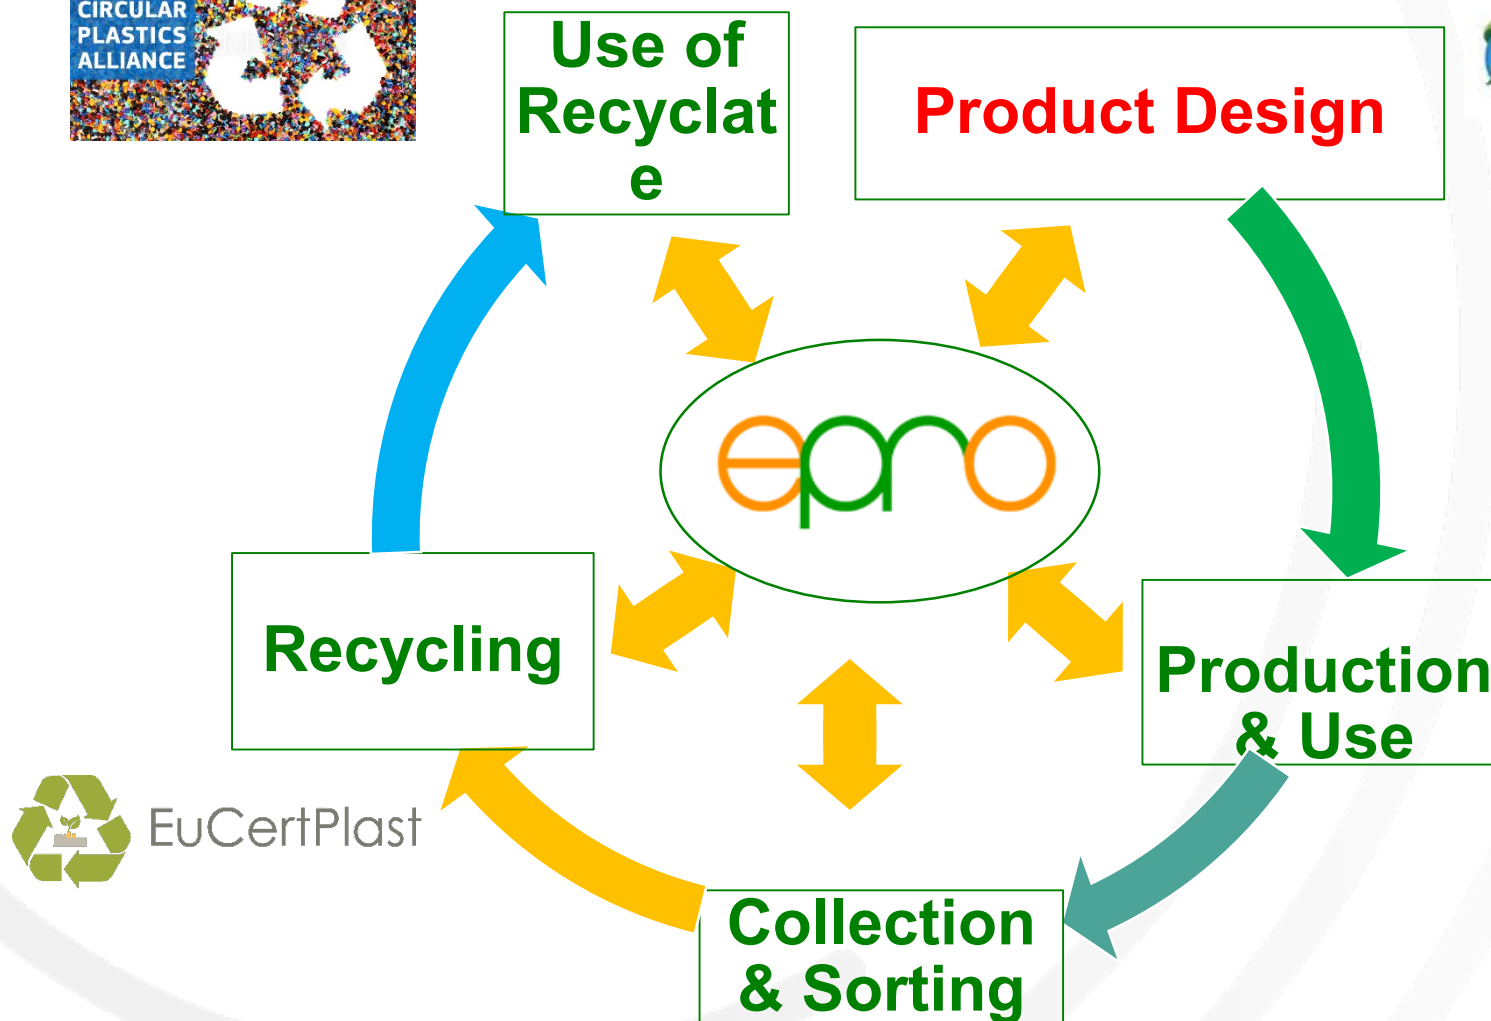 CIRCULAR
PLASTICS
ALLIANCE
Use of
Recyclat
e
Product Design
epro
Recycling
Production
& Use
EuCertPlast
Collection
& Sorting